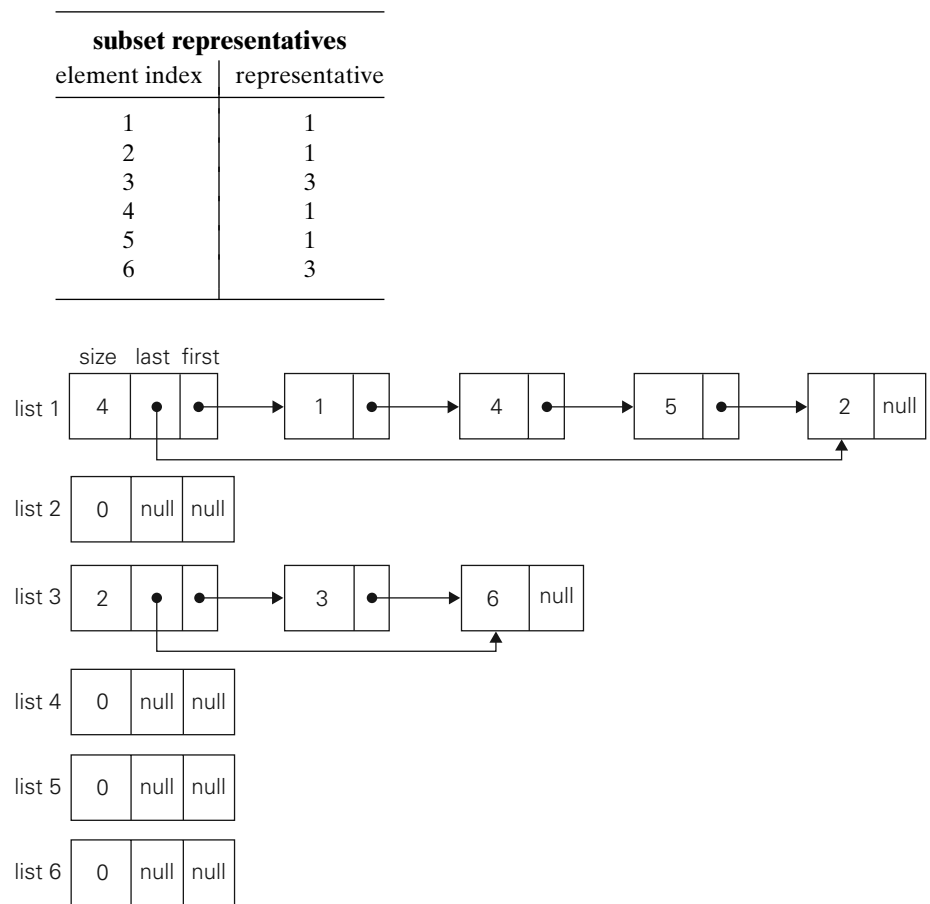 subset representatives
element index representative
1 1
2 1
3 3
4 1
5 1
6 3
size last first
list 1 4 1 4 5 2 null
list 2 0 null null
list 3 2 3 6 null
list 4 0 null null
list 5 0 null null
list 6 0 null null